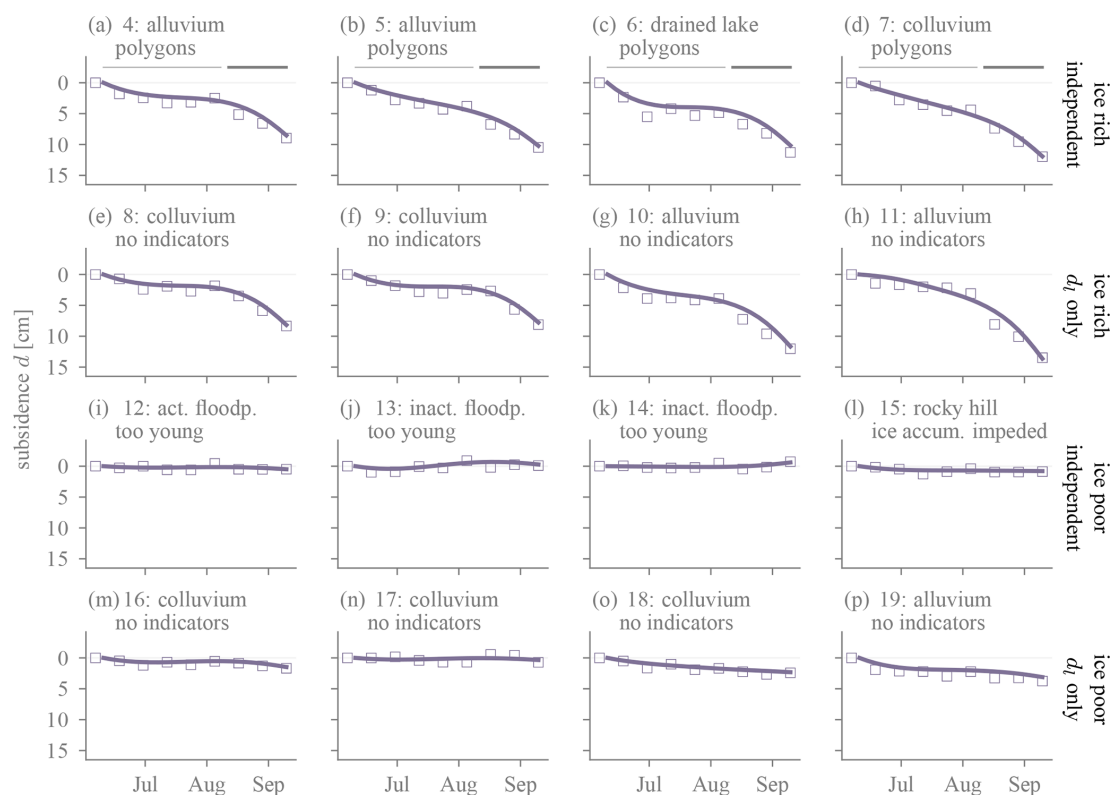 (a) 4: alluvium
polygons
(b) 5: alluvium
polygons
(c) 6: drained lake
polygons
(d) 7: colluvium
polygons
0
5
10
15
ice rich
independent
(e) 8: colluvium
no indicators
(f) 9: colluvium
no indicators
(g) 10: alluvium
no indicators
(h) 11: alluvium
no indicators
0
5
10
15
ice rich
d_l only
subsidence d [cm]
(i) 12: act. floodp.
too young
(j) 13: inact. floodp.
too young
(k) 14: inact. floodp.
too young
(l) 15: rocky hill
ice accum. impeded
0
5
10
15
ice poor
independent
(m) 16: colluvium
no indicators
(n) 17: colluvium
no indicators
(o) 18: colluvium
no indicators
(p) 19: alluvium
no indicators
0
5
10
15
ice poor
d_l only
Jul Aug Sep
Jul Aug Sep
Jul Aug Sep
Jul Aug Sep